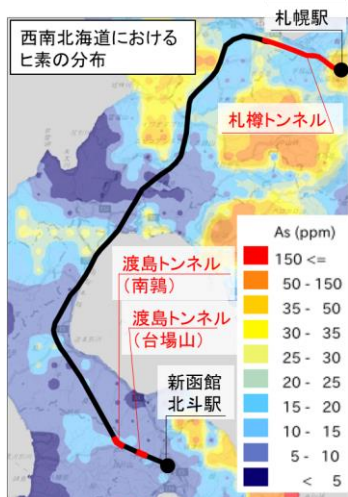 札幌駅
西南北海道における
ヒ素の分布
札樽トンネル
As (ppm)
150 <=
50 - 150
35 - 50
30 - 35
25 - 30
20 - 25
15 - 20
10 - 15
5 - 10
< 5
渡島トンネル
(南鶉)
渡島トンネル
(台場山)
新函館
北斗駅